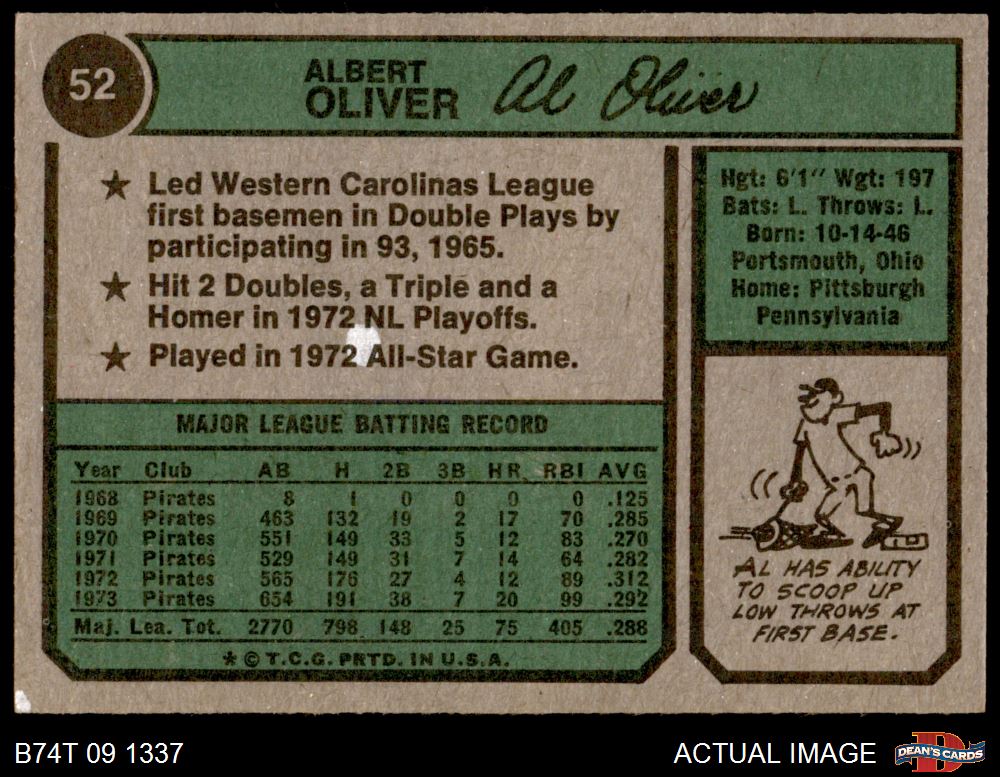 52
ALBERT
OLIVER
Al Oliver
★ Led Western Carolinas League
first basemen in Double Plays by
participating in 93, 1965.
★ Hit 2 Doubles, a Triple and a
Homer in 1972 NL Playoffs.
★ Played in 1972 All-Star Game.
Hgt: 6'1" Wgt: 197
Bats: L. Throws: L.
Born: 10-14-46
Portsmouth, Ohio
Home: Pittsburgh
Pennsylvania
MAJOR LEAGUE BATTING RECORD
Year Club AB H 2B 3B HR RBI AVG
1968 Pirates 8 1 0 0 0 0 .125
1969 Pirates 463 132 19 2 17 70 .285
1970 Pirates 551 149 33 5 12 83 .270
1971 Pirates 529 149 31 7 14 64 .282
1972 Pirates 565 176 27 4 12 89 .312
1973 Pirates 654 191 38 7 20 99 .292
Maj. Lea. Tot. 2770 798 148 25 75 405 .288
* © T.C.G. PRTD. IN U.S.A.
AL HAS ABILITY
TO SCOOP UP
LOW THROWS AT
FIRST BASE.
B74T 09 1337
ACTUAL IMAGE
D
DEAN'S CARDS